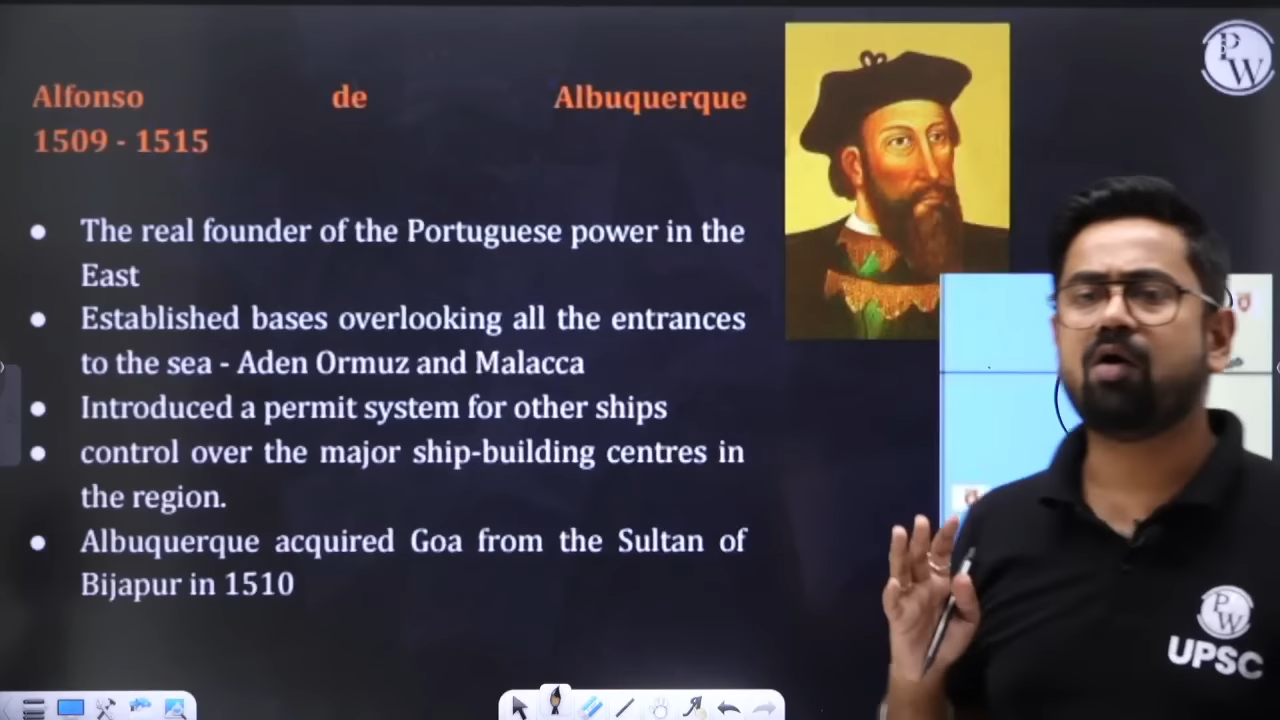 Alfonso de Albuquerque
1509 - 1515
● The real founder of the Portuguese power in the
East
● Established bases overlooking all the entrances
to the sea - Aden Ormuz and Malacca
● Introduced a permit system for other ships
● control over the major ship-building centres in
the region.
● Albuquerque acquired Goa from the Sultan of
Bijapur in 1510
PW
PW
UPSC